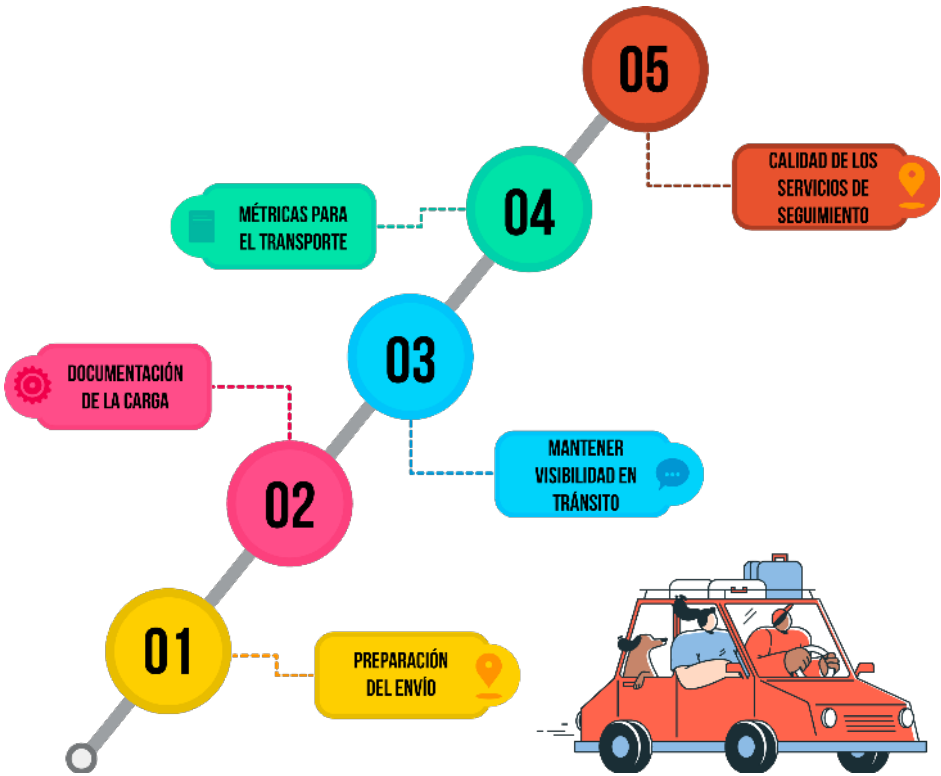 05
CALIDAD DE LOS
SERVICIOS DE
SEGUIMIENTO
04
MÉTRICAS PARA
EL TRANSPORTE
03
MANTENER
VISIBILIDAD EN
TRÁNSITO
02
DOCUMENTACIÓN
DE LA CARGA
01
PREPARACIÓN
DEL ENVÍO